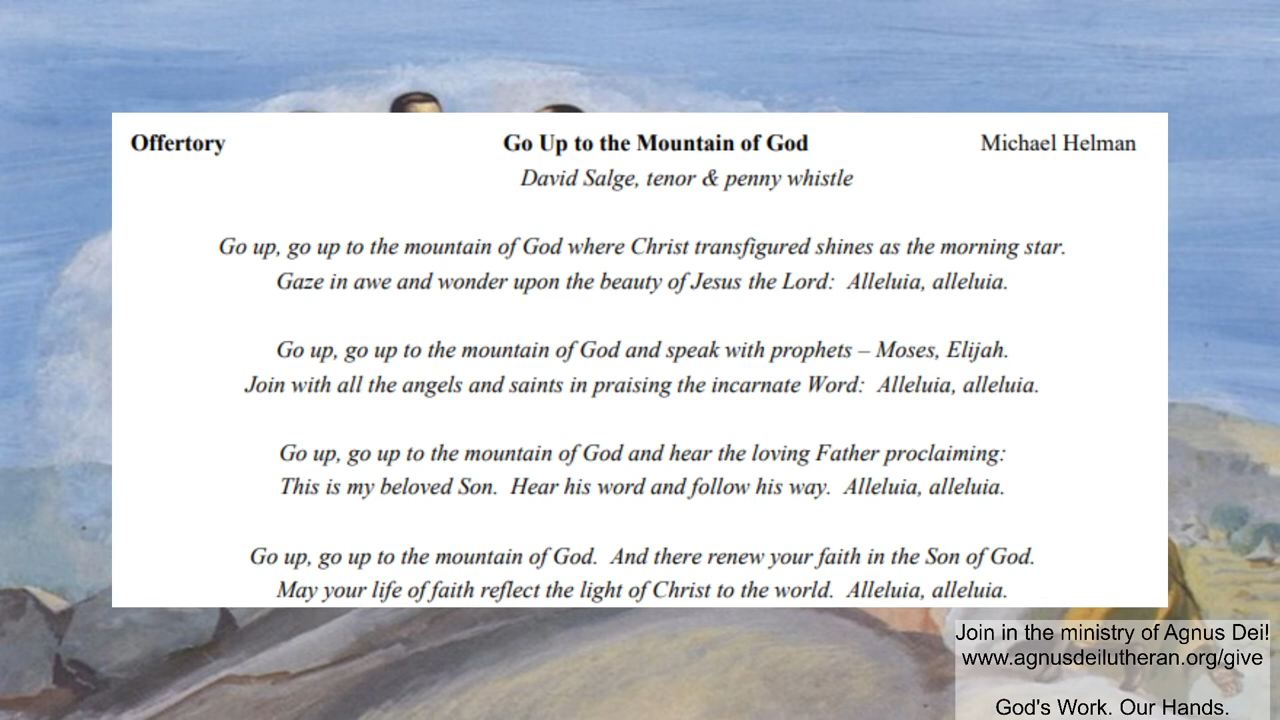 Offertory Go Up to the Mountain of God Michael Helman
David Salge, tenor & penny whistle
Go up, go up to the mountain of God where Christ transfigured shines as the morning star.
Gaze in awe and wonder upon the beauty of Jesus the Lord: Alleluia, alleluia.
Go up, go up to the mountain of God and speak with prophets – Moses, Elijah.
Join with all the angels and saints in praising the incarnate Word: Alleluia, alleluia.
Go up, go up to the mountain of God and hear the loving Father proclaiming:
This is my beloved Son. Hear his word and follow his way. Alleluia, alleluia.
Go up, go up to the mountain of God. And there renew your faith in the Son of God.
May your life of faith reflect the light of Christ to the world. Alleluia, alleluia.
Join in the ministry of Agnus Dei!
www.agnusdeilutheran.org/give
God's Work. Our Hands.